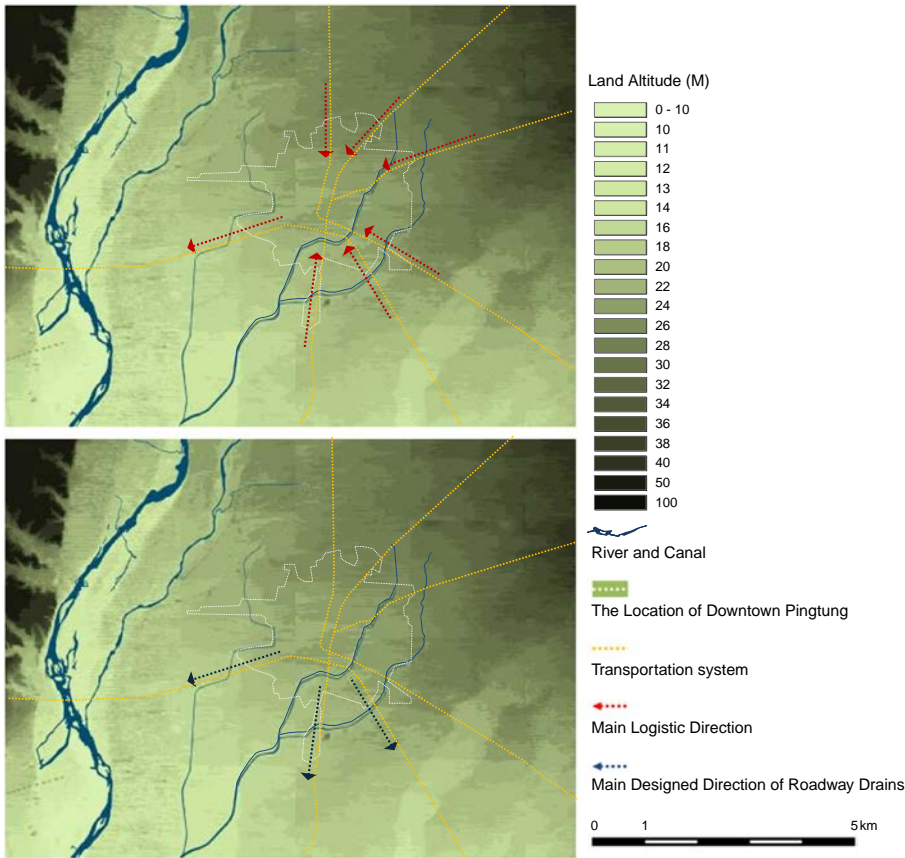 Land Altitude (M)
0 - 10
10
11
12
13
14
16
18
20
22
24
26
28
30
32
34
36
38
40
50
100
River and Canal
The Location of Downtown Pingtung
Transportation system
Main Logistic Direction
Main Designed Direction of Roadway Drains
0 1 5 km